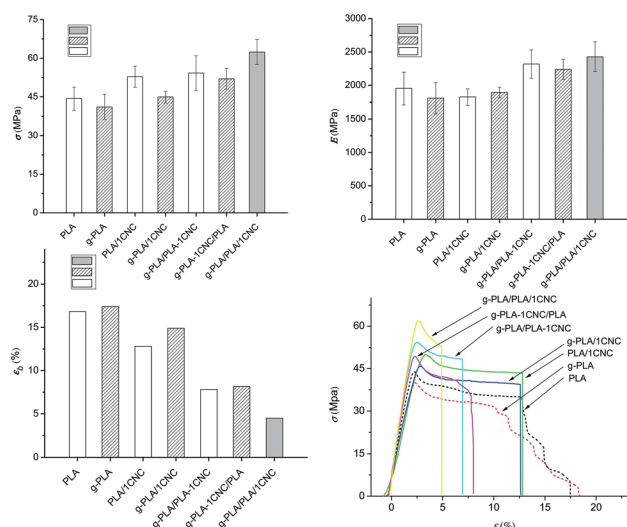 75
60
45
30
15
0
σ (MPa)
PLA
g-PLA
PLA/1CNC
g-PLA/1CNC
g-PLA/PLA-1CNC
g-PLA-1CNC/PLA
g-PLA/PLA/1CNC
3000
2500
2000
1500
1000
500
0
E (MPa)
PLA
g-PLA
PLA/1CNC
g-PLA/1CNC
g-PLA/PLA-1CNC
g-PLA-1CNC/PLA
g-PLA/PLA/1CNC
20
15
10
5
0
εb (%)
PLA
g-PLA
PLA/1CNC
g-PLA/1CNC
g-PLA/PLA-1CNC
g-PLA-1CNC/PLA
g-PLA/PLA/1CNC
60
45
30
15
0
σ (Mpa)
g-PLA/PLA/1CNC
g-PLA-1CNC/PLA
g-PLA/PLA-1CNC
g-PLA/1CNC
PLA/1CNC
g-PLA
PLA
0 5 10 15 20
ε(%)